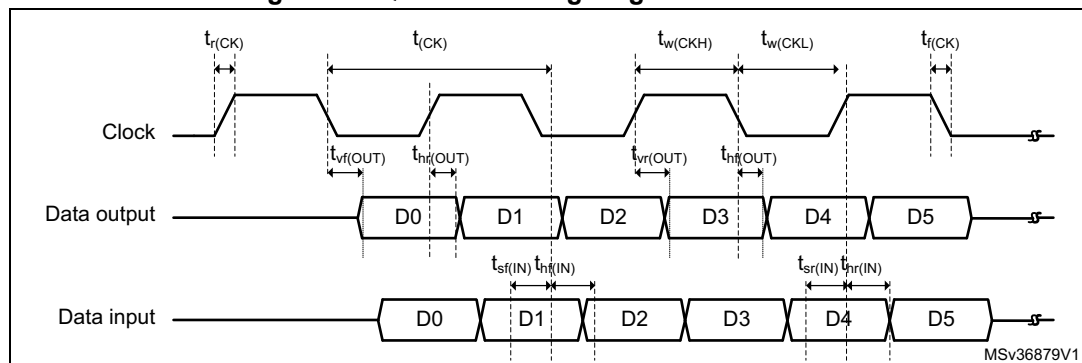 t_r(CK) t_(CK) t_w(CKH) t_w(CKL) t_f(CK)
Clock
t_vf(OUT) t_hr(OUT) t_vr(OUT) t_hf(OUT)
Data output D0 D1 D2 D3 D4 D5
t_sf(IN) t_hf(IN) t_sr(IN) t_hr(IN)
Data input D0 D1 D2 D3 D4 D5
MSv36879V1